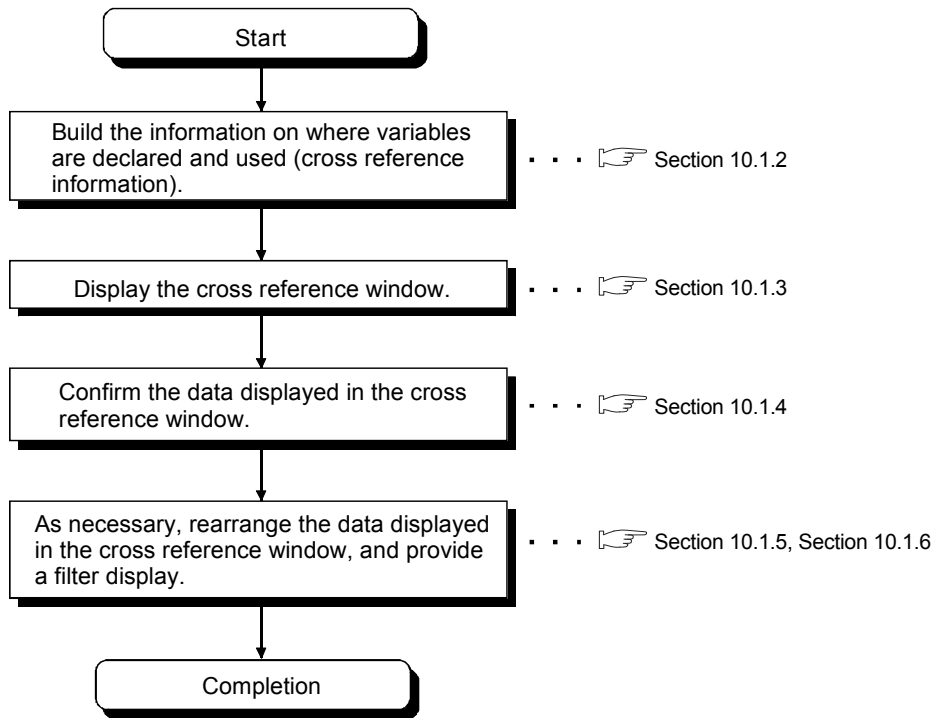 Start
Build the information on where variables
are declared and used (cross reference
information).
· · · Section 10.1.2
Display the cross reference window.
· · · Section 10.1.3
Confirm the data displayed in the cross
reference window.
· · · Section 10.1.4
As necessary, rearrange the data displayed
in the cross reference window, and provide
a filter display.
· · · Section 10.1.5, Section 10.1.6
Completion